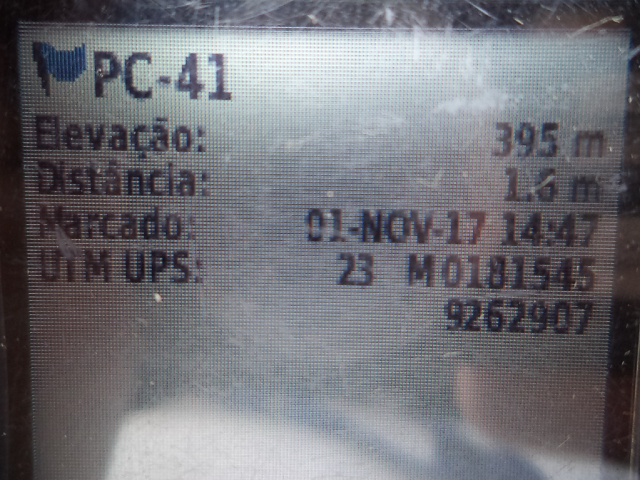 PC-41
Elevação: 395 m
Distância: 1.6 m
Marcado: 01-NOV-17 14:47
UTM UPS: 23 M 0181545
9262907